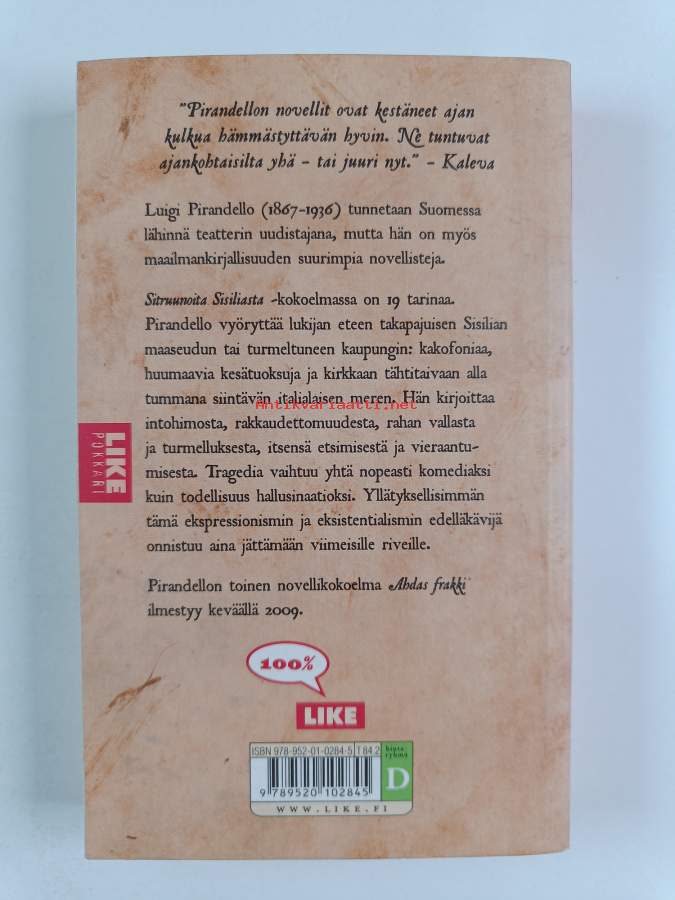 "Pirandellon novellit ovat kestäneet ajan
kulkua hämmästyttävän hyvin. Ne tuntuvat
ajankohtaisilta yhä – tai juuri nyt." – Kaleva
Luigi Pirandello (1867–1936) tunnetaan Suomessa
lähinnä teatterin uudistajana, mutta hän on myös
maailmankirjallisuuden suurimpia novellisteja.
Sitruunoita Sisiliasta -kokoelmassa on 19 tarinaa.
Pirandello vyöryttää lukijan eteen takapajuisen Sisilian
maaseudun tai turmeltuneen kaupungin: kakofoniaa,
huumaavia kesätuoksuja ja kirkkaan tähtitaivaan alla
tummana siintävän italialaisen meren. Hän kirjoittaa
Antikvariaatti.net
intohimosta, rakkaudettomuudesta, rahan vallasta
ja turmelluksesta, itsensä etsimisestä ja vieraantu-
misesta. Tragedia vaihtuu yhtä nopeasti komediaksi
kuin todellisuus hallusinaatioksi. Yllätyksellisimmän
tämä ekspressionismin ja eksistentialismin edelläkävijä
onnistuu aina jättämään viimeisille riveille.
LIKE
POKKARI
Pirandellon toinen novellikokoelma Ahdas frakki
ilmestyy keväällä 2009.
100%
LIKE
ISBN 978-952-01-0284-5 T 84.2
hinta-
ryhmä
D
9 789520 102845
WWW.LIKE.FI